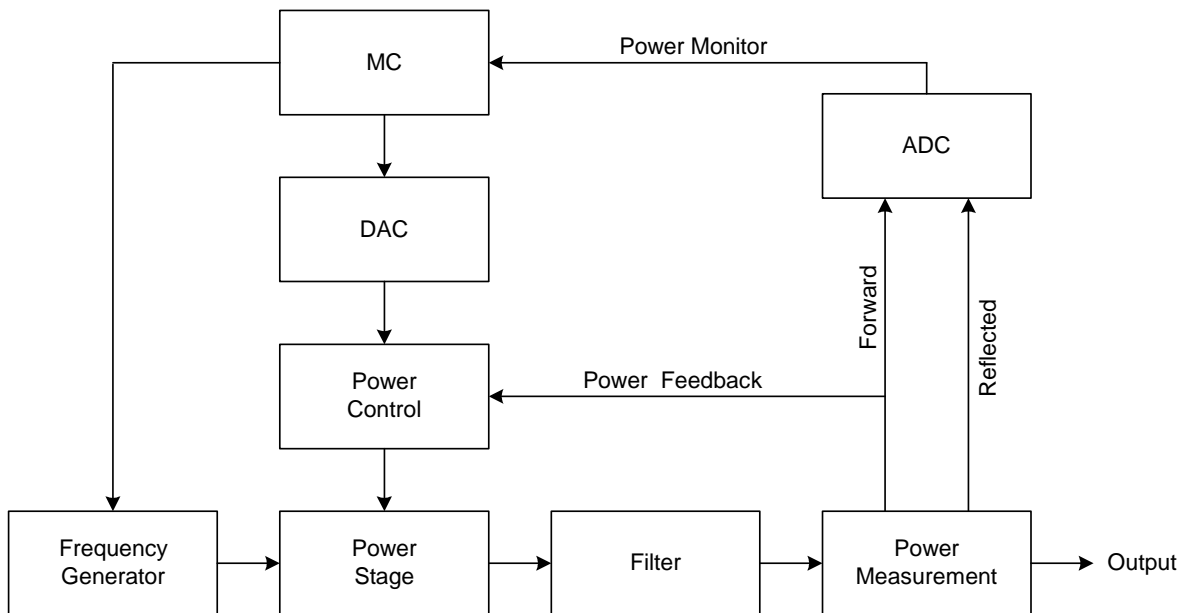 MC
Power Monitor
ADC
DAC
Forward
Reflected
Power
Control
Power Feedback
Frequency
Generator
Power
Stage
Filter
Power
Measurement
Output